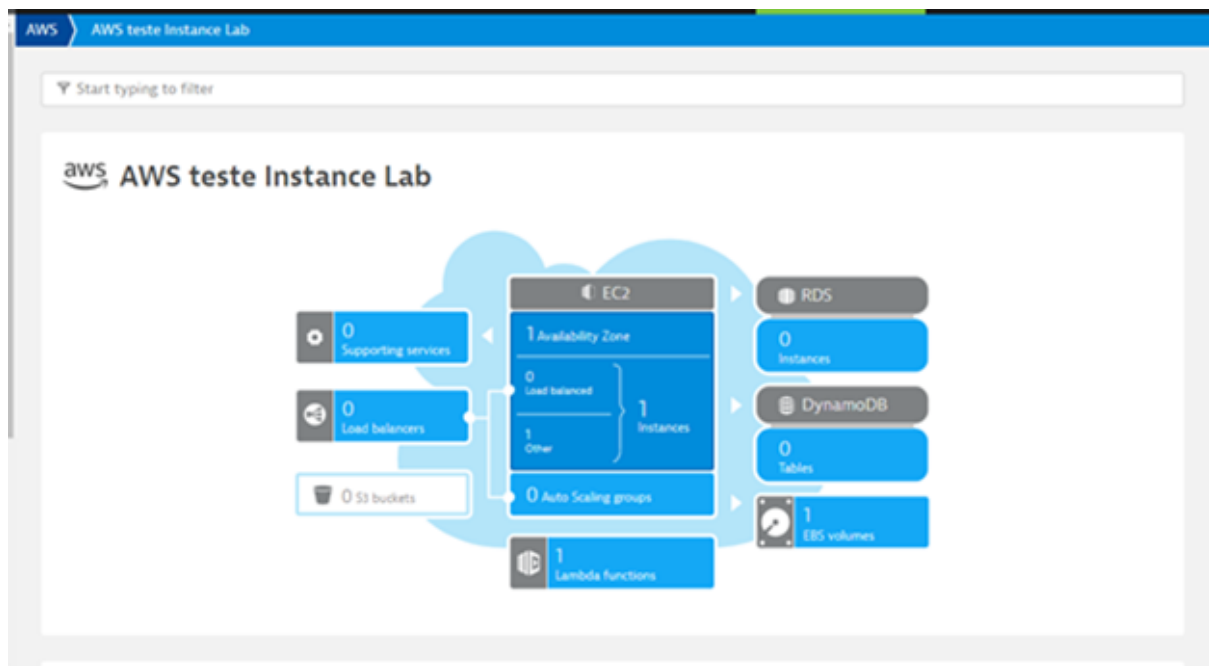 AWS
AWS teste Instance Lab
Start typing to filter
aws AWS teste Instance Lab
EC2
1 Availability Zone
0
Load balanced
1
Other
1
Instances
0 Auto Scaling groups
0
Supporting services
0
Load balancers
0 S3 buckets
1
Lambda functions
RDS
0
Instances
DynamoDB
0
Tables
1
EBS volumes